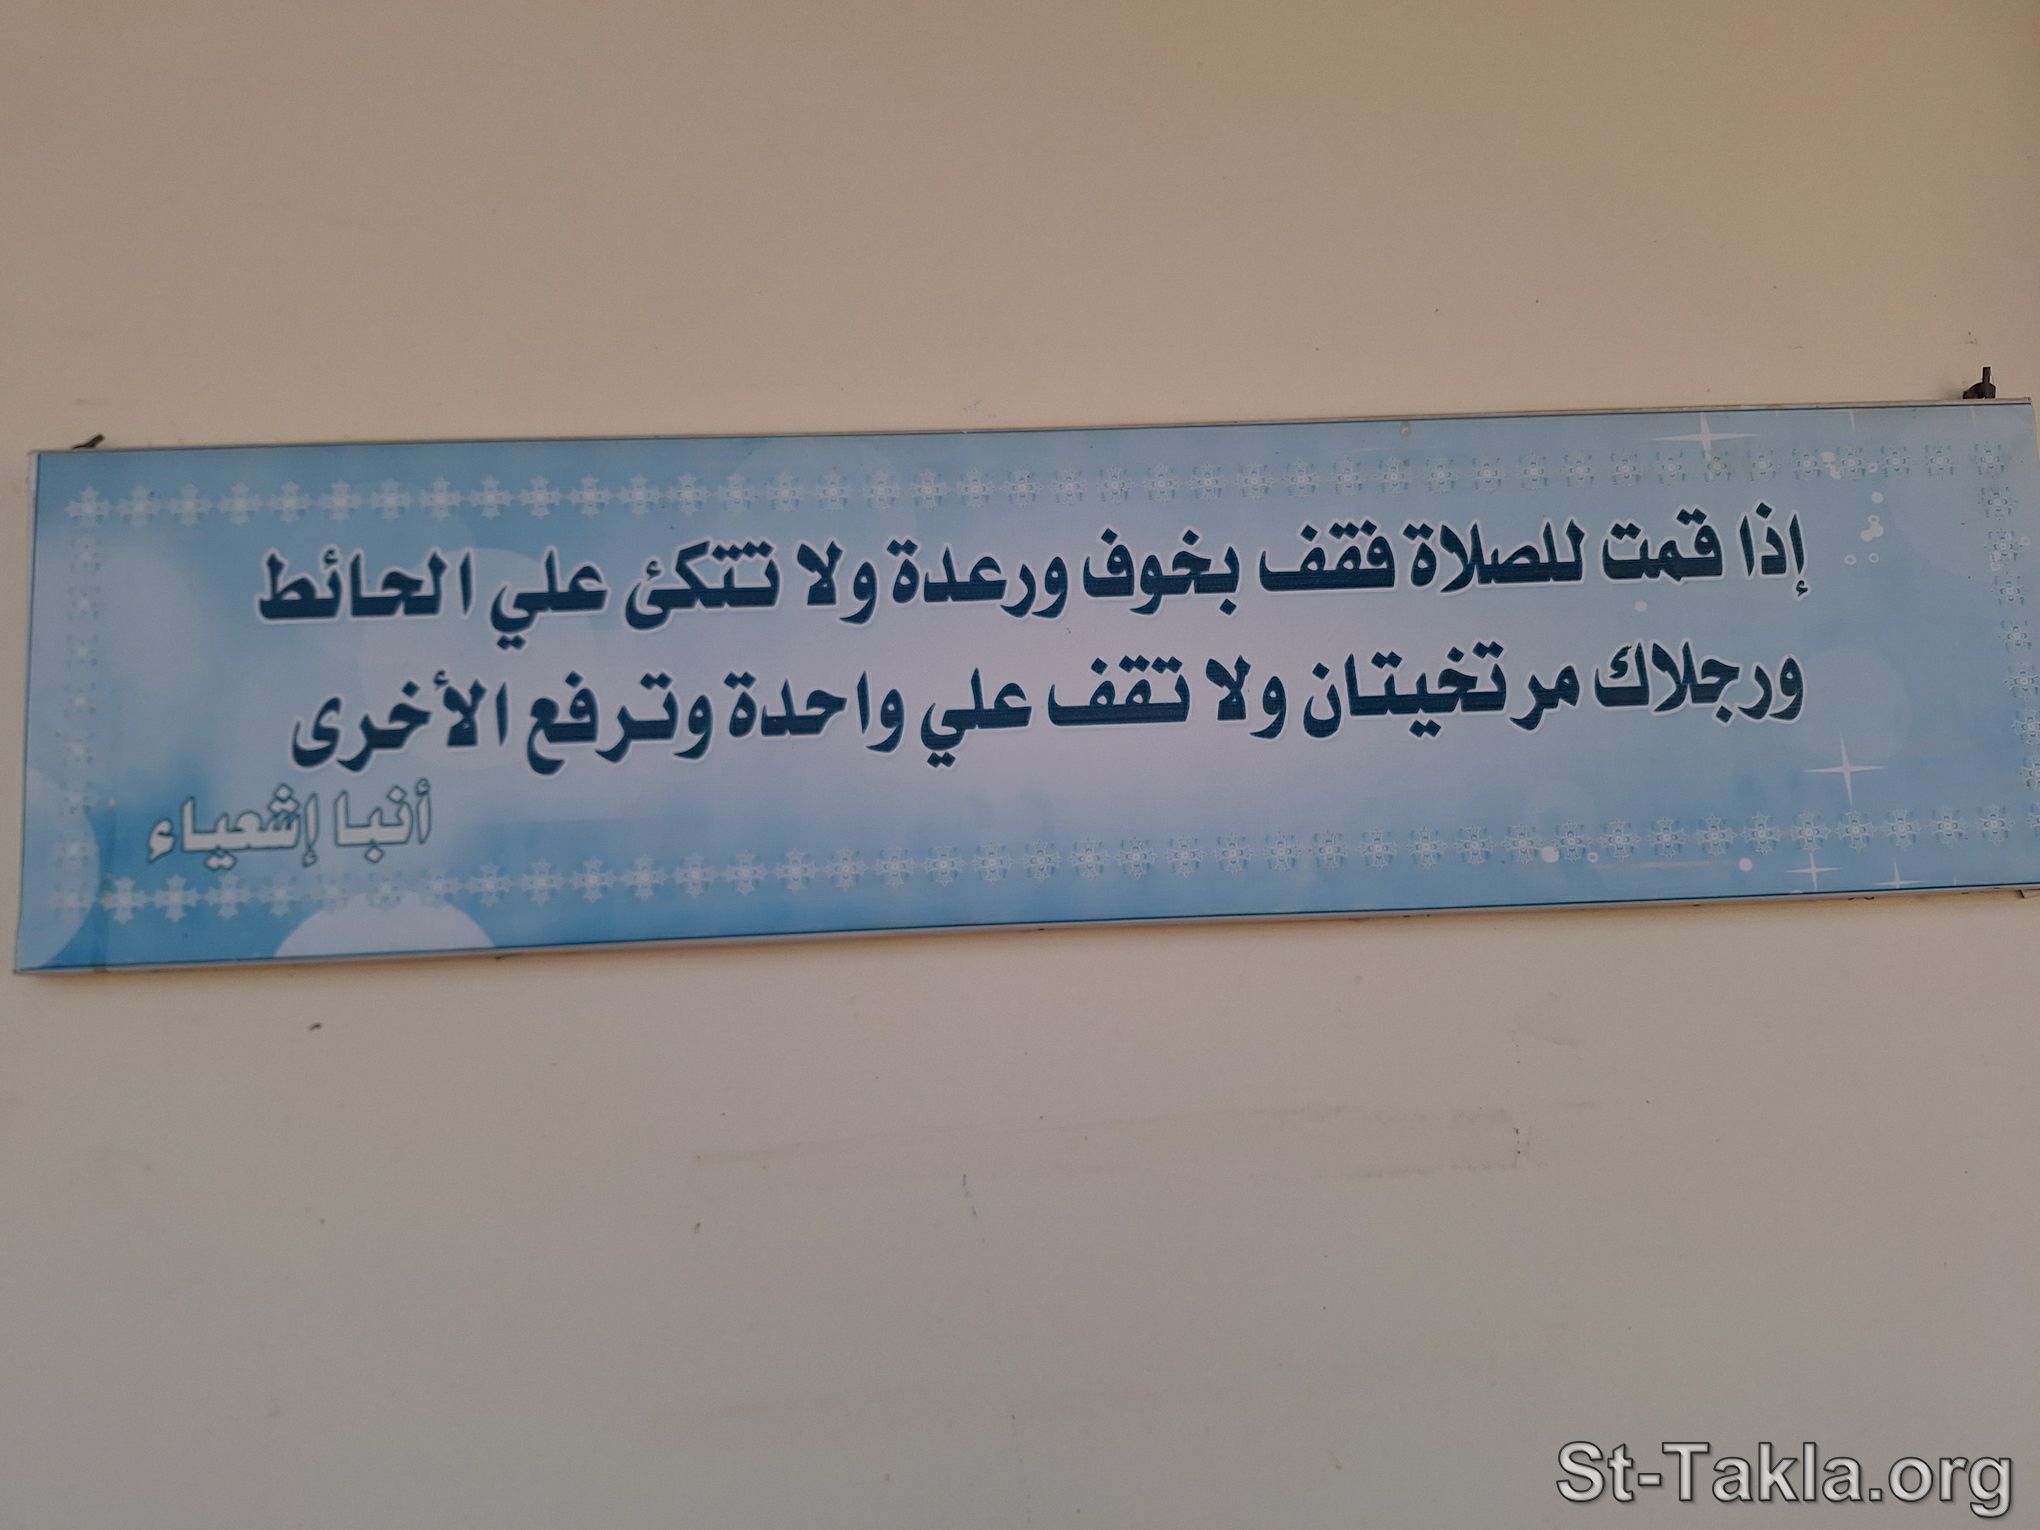 إذا قمت للصلاة فقف بخوف ورعدة ولا تتكئ علي الحائط
ورجلاك مرتخيتان ولا تقف علي واحدة وترفع الأخرى
أنبا إشعياء
St-Takla.org